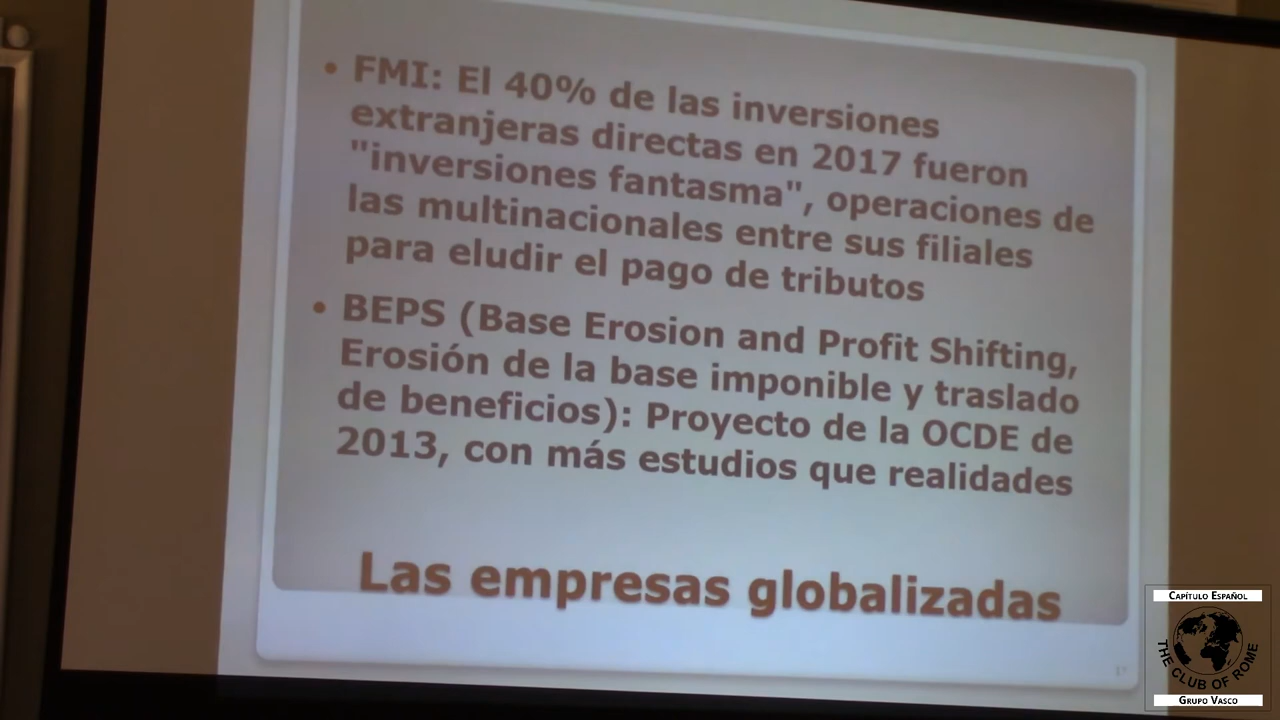 • FMI: El 40% de las inversiones
extranjeras directas en 2017 fueron
"inversiones fantasma", operaciones de
las multinacionales entre sus filiales
para eludir el pago de tributos
• BEPS (Base Erosion and Profit Shifting,
Erosión de la base imponible y traslado
de beneficios): Proyecto de la OCDE de
2013, con más estudios que realidades
Las empresas globalizadas
CAPÍTULO ESPAÑOL
THE CLUB OF ROME
GRUPO VASCO